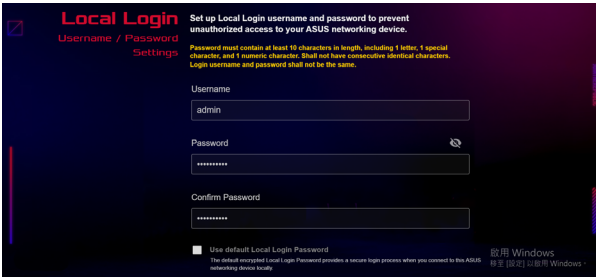 Local Login
Username / Password
Settings
Set up Local Login username and password to prevent
unauthorized access to your ASUS networking device.
Password must contain at least 10 characters in length, including 1 letter, 1 special
character, and 1 numeric character. Shall not have consecutive identical characters.
Login username and password shall not be the same.
Username
admin
Password
••••••••••
Confirm Password
••••••••••
Use default Local Login Password
The default encrypted Local Login Password provides a secure login process when you connect to this ASUS
networking device locally
啟用 Windows
移至 [設定] 以啟用 Windows。